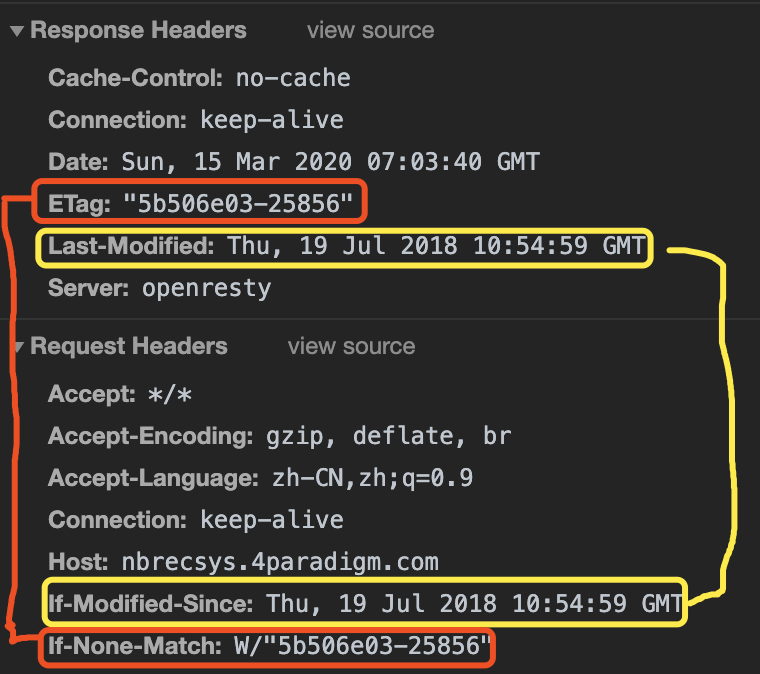 Response Headers view source
Cache-Control: no-cache
Connection: keep-alive
Date: Sun, 15 Mar 2020 07:03:40 GMT
ETag: "5b506e03-25856"
Last-Modified: Thu, 19 Jul 2018 10:54:59 GMT
Server: openresty
Request Headers view source
Accept: */*
Accept-Encoding: gzip, deflate, br
Accept-Language: zh-CN,zh;q=0.9
Connection: keep-alive
Host: nbrecsys.4paradigm.com
If-Modified-Since: Thu, 19 Jul 2018 10:54:59 GMT
If-None-Match: W/"5b506e03-25856"